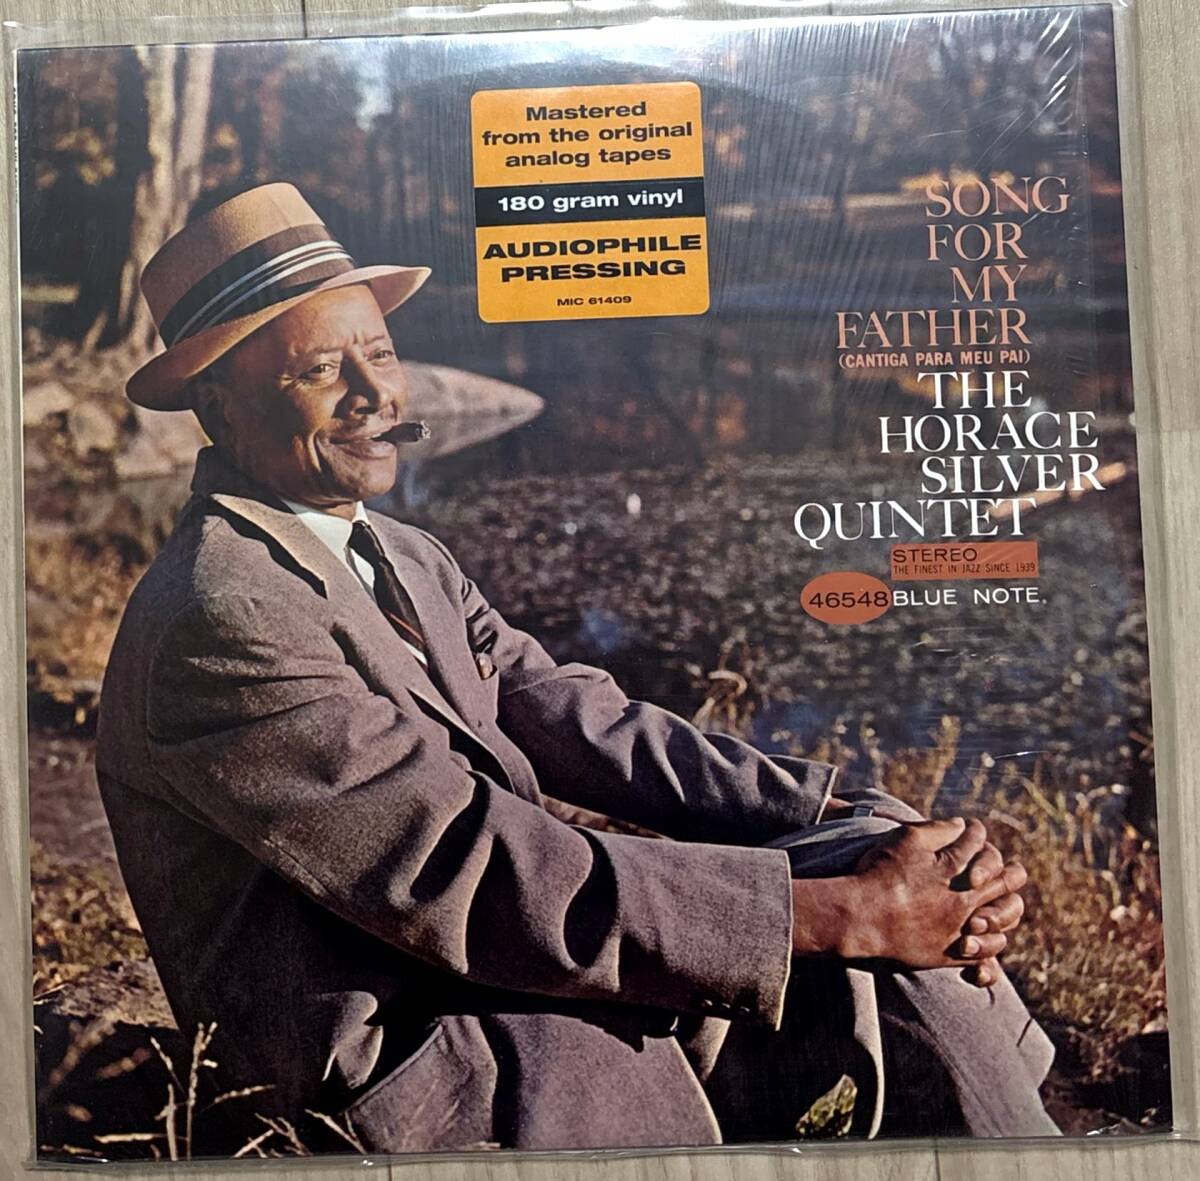 Mastered
from the original
analog tapes
180 gram vinyl
AUDIOPHILE
PRESSING
MIC 61409
SONG
FOR
MY
FATHER
(CANTIGA PARA MEU PAI)
THE
HORACE
SILVER
QUINTET
STEREO
THE FINEST IN JAZZ SINCE 1939
46548 BLUE NOTE.